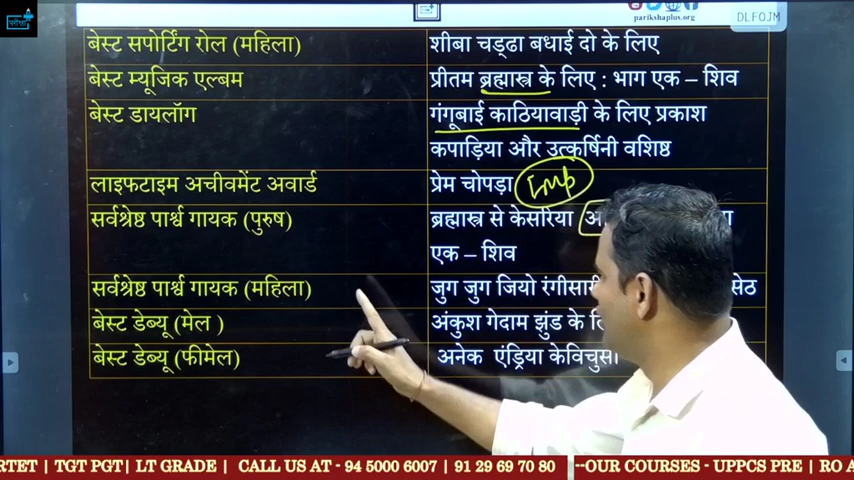 परीक्षा
parikshaplus.org
DLFOJM
बेस्ट सपोर्टिंग रोल (महिला) शीबा चड्ढा बधाई दो के लिए
बेस्ट म्यूजिक एल्बम प्रीतम ब्रह्मास्त्र के लिए : भाग एक – शिव
बेस्ट डायलॉग गंगूबाई काठियावाड़ी के लिए प्रकाश
कपाड़िया और उत्कर्षिनी वशिष्ठ
लाइफटाइम अचीवमेंट अवार्ड प्रेम चोपड़ा Imp
सर्वश्रेष्ठ पार्श्व गायक (पुरुष) ब्रह्मास्त्र से केसरिया
एक – शिव
सर्वश्रेष्ठ पार्श्व गायक (महिला) जुग जुग जियो सेठ
बेस्ट डेब्यू (मेल ) अंकुश गेदाम झुंड के
बेस्ट डेब्यू (फीमेल) अनेक एंड्रिया
RTET | TGT PGT| LT GRADE | CALL US AT - 94 5000 6007 | 91 29 69 70 80 --OUR COURSES - UPPCS PRE | RO A